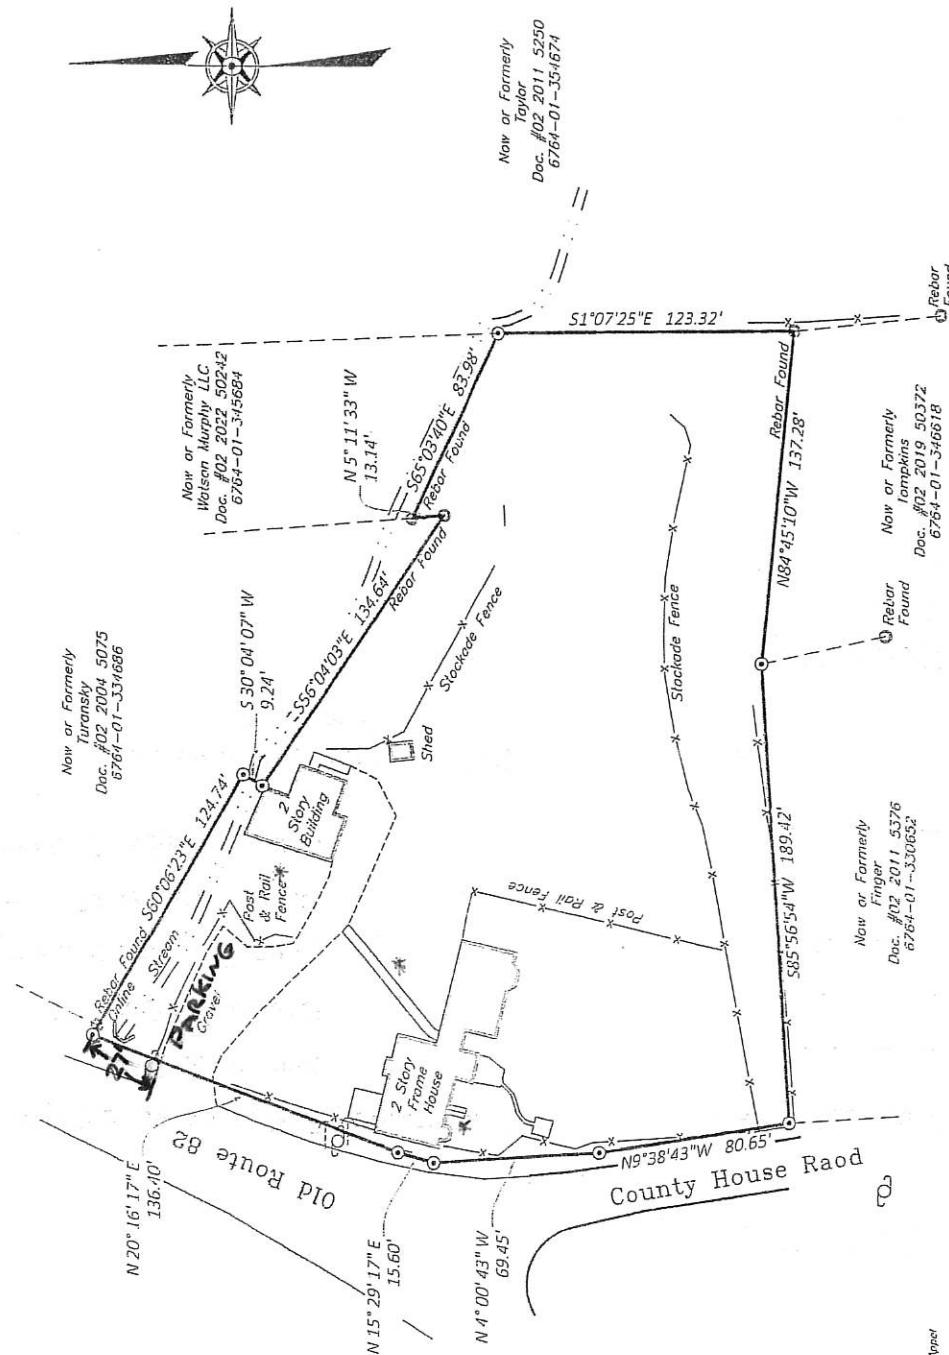 Now or Formerly
Taylor
Doc. #02 2011 5250
6764-01-354674
Now or Formerly
Watson Murphy LLC
Doc. #02 2022 50242
6764-01-345684
Now or Formerly
Turansky
Doc. #02 2004 5075
6764-01-334686
N 5° 11' 33" W
13.14'
S65°03'40"E 83.98'
Rebar Found
S1°07'25"E 123.32'
Rebar
Found
Rebar Found
S 30° 04' 07" W
9.24'
S56°04'03"E 134.64'
Rebar Found
Stockade Fence
Shed
S60°06'23"E 124.74'
Rebar Found
Online
Stream
2
Story
Building
Post
& Rail
Fence*
PARKING
Gravel
27'
N 20° 16' 17" E
136.40'
Old Route 82
*
2 Story
Frame
House
*
Post & Rail Fence
Stockade Fence
N84°45'10"W 137.28'
Now or Formerly
Tompkins
Doc. #02 2019 50372
6764-01-346618
Rebar
Found
S85°56'54"W 189.42'
Now or Formerly
Finger
Doc. #02 2011 5376
6764-01-330652
N 15° 29' 17" E
15.60'
N 4° 00' 43" W
69.45'
N9°38'43"W 80.65'
County House Raod